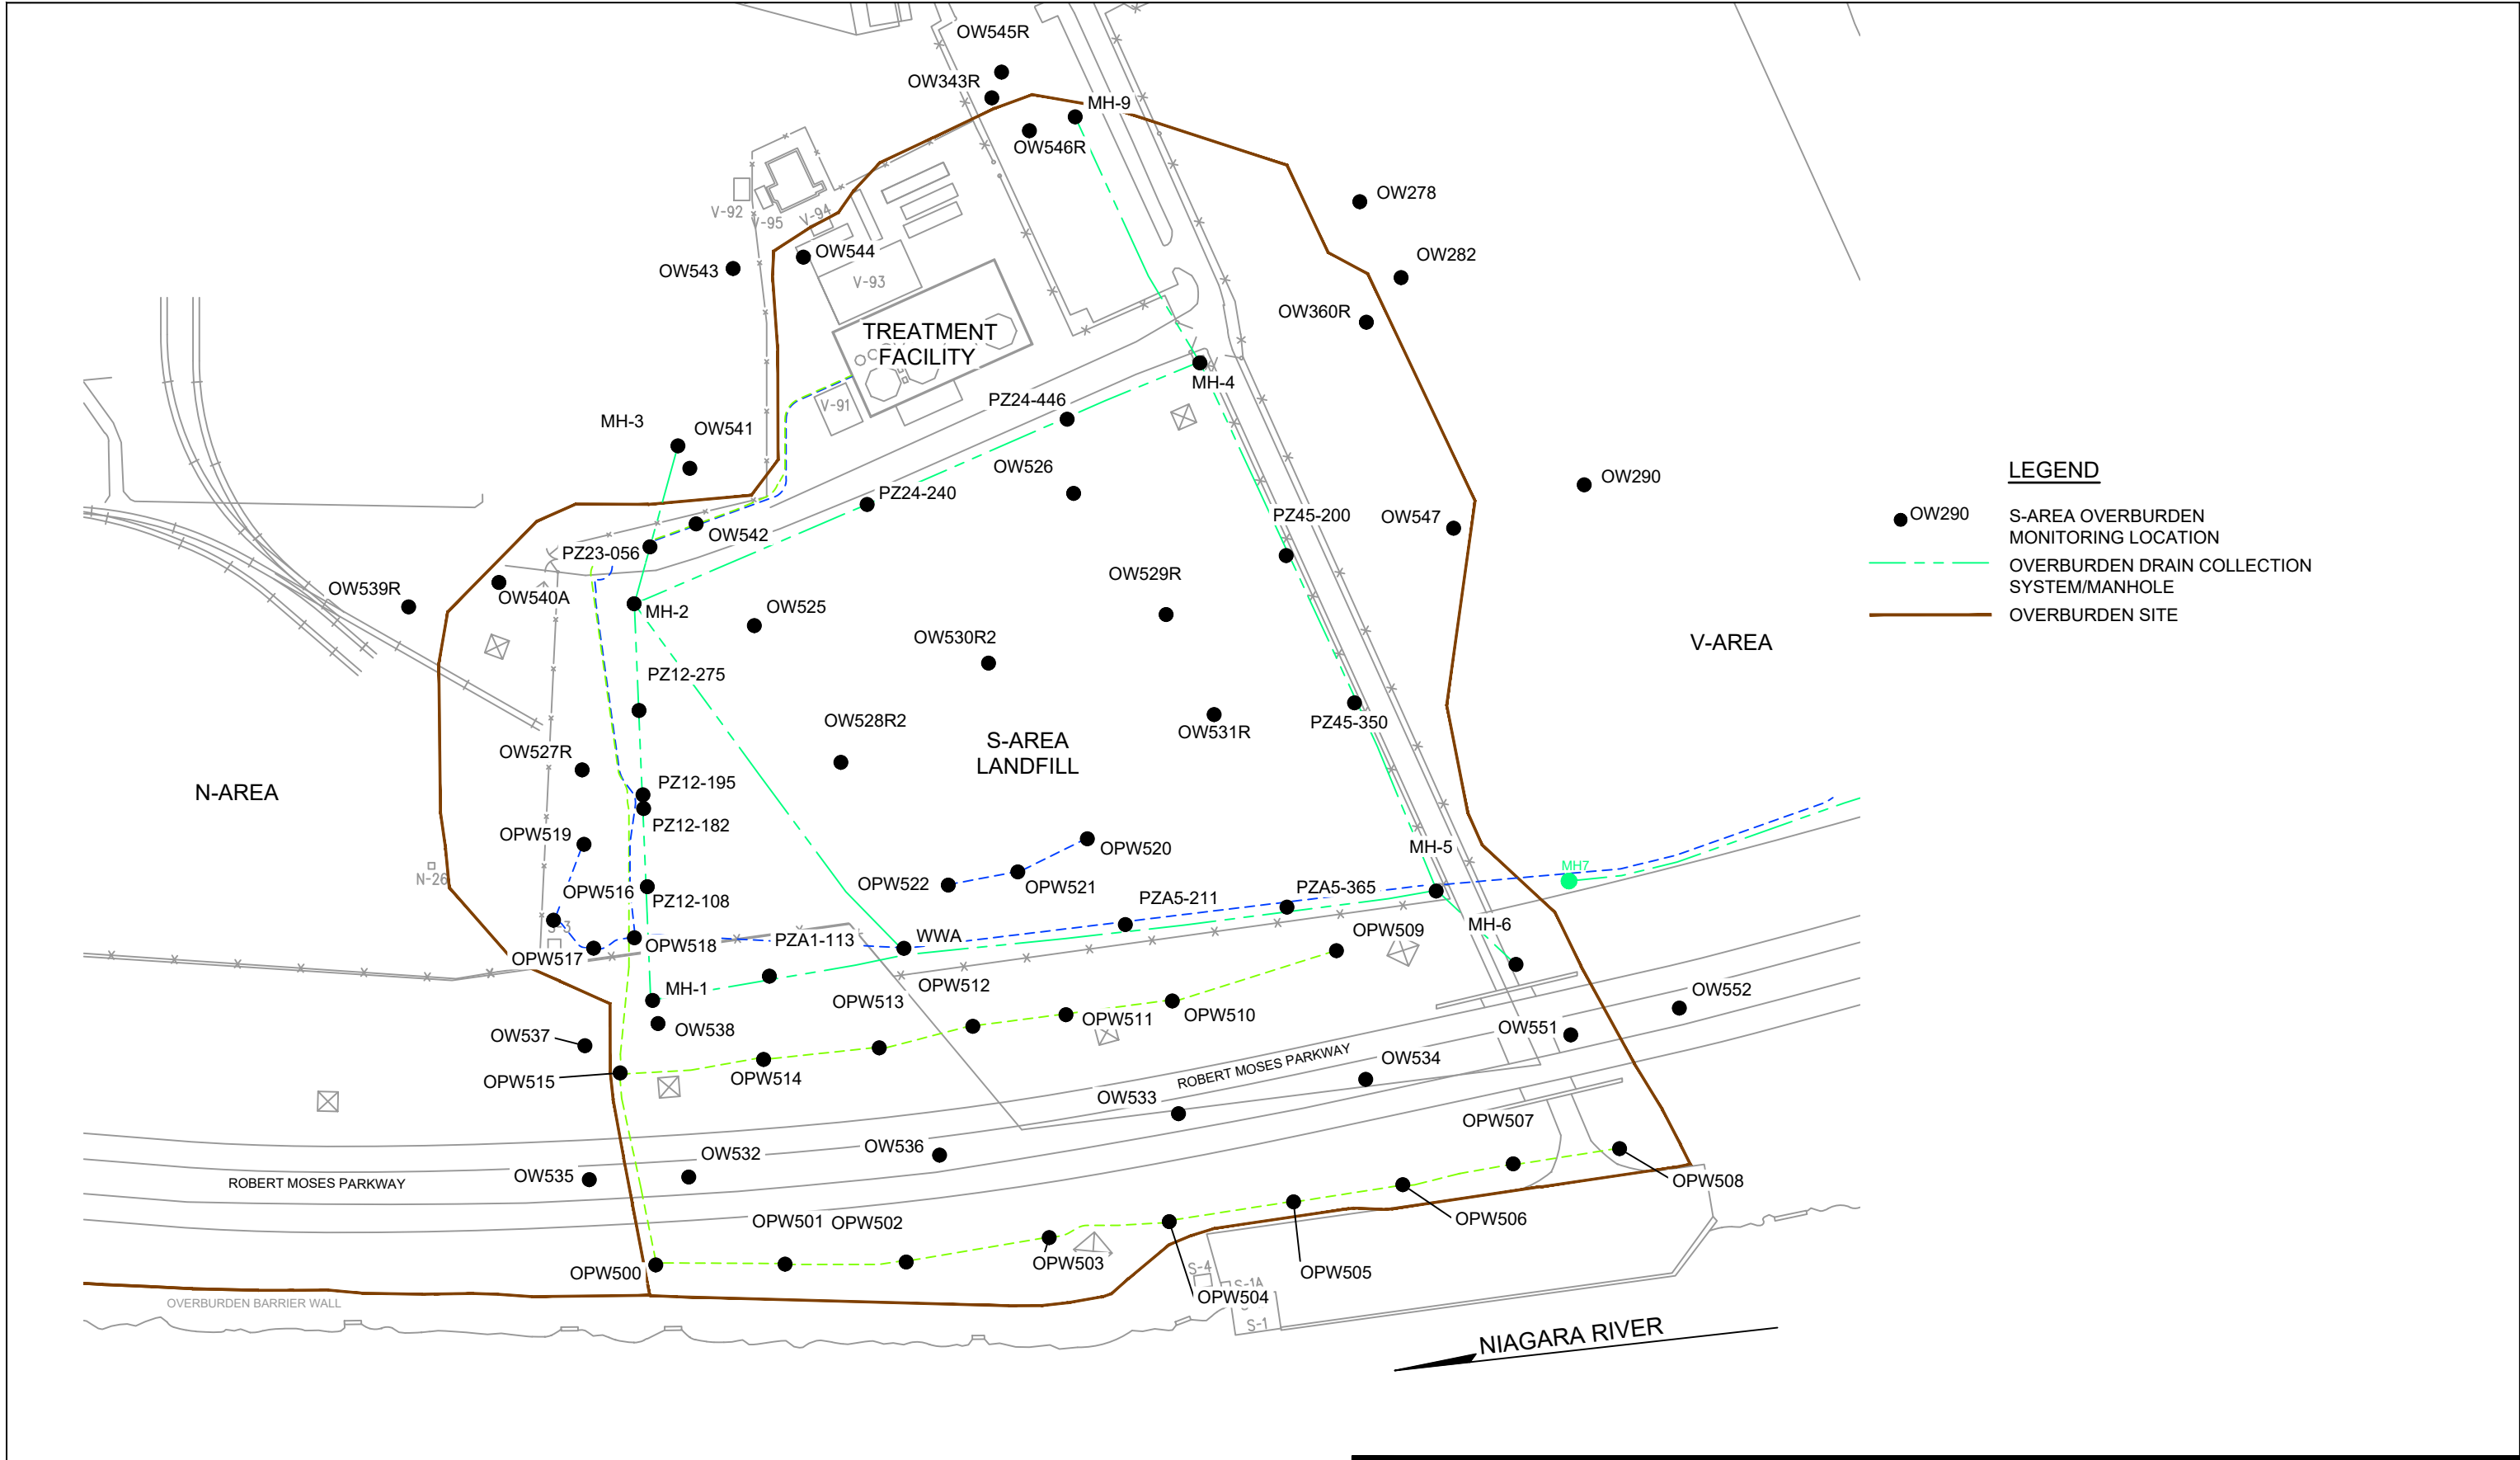 OW545R
OW343R
MH-9
OW546R
OW278
V-92
V-95
V-94
OW544
OW543
OW282
V-93
OW360R
TREATMENT
FACILITY
MH-4
PZ24-446
V-91
MH-3
OW541
OW526
OW290
LEGEND
PZ24-240
PZ45-200
OW547
OW290
S-AREA OVERBURDEN
MONITORING LOCATION
OW542
PZ23-056
OVERBURDEN DRAIN COLLECTION
SYSTEM/MANHOLE
OVERBURDEN SITE
OW529R
OW539R
OW540A
MH-2
OW525
OW530R2
V-AREA
PZ12-275
OW528R2
PZ45-350
OW531R
S-AREA
LANDFILL
OW527R
N-AREA
PZ12-195
PZ12-182
OPW519
OPW520
MH-5
MH7
N-26
OPW516
OPW522
OPW521
PZA5-365
PZ12-108
PZA5-211
MH-6
OPW509
WWA
PZA1-113
OPW518
OPW517
OPW512
MH-1
OPW513
OW552
OPW510
OPW511
OW538
OW551
OW537
OW534
ROBERT MOSES PARKWAY
OPW515
OPW514
OW533
OPW507
OW536
OW532
OW535
ROBERT MOSES PARKWAY
OPW508
OPW501
OPW502
OPW506
OPW503
OPW500
OPW505
S-4
S-1A
OPW504
OVERBURDEN BARRIER WALL
S-1
NIAGARA RIVER